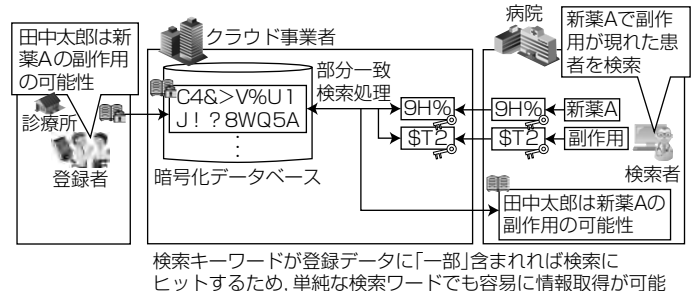 田中太郎は新
薬Aの副作用
の可能性
診療所
登録者
クラウド事業者
C4&>V%U1
J!?8WQ5A
暗号化データベース
部分一致
検索処理
9H%
$T2
病院
新薬Aで副作
用が現れた患
者を検索
9H%
新薬A
$T2
副作用
検索者
田中太郎は新薬Aの
副作用の可能性
検索キーワードが登録データに「一部」含まれれば検索に
ヒットするため,単純な検索ワードでも容易に情報取得が可能